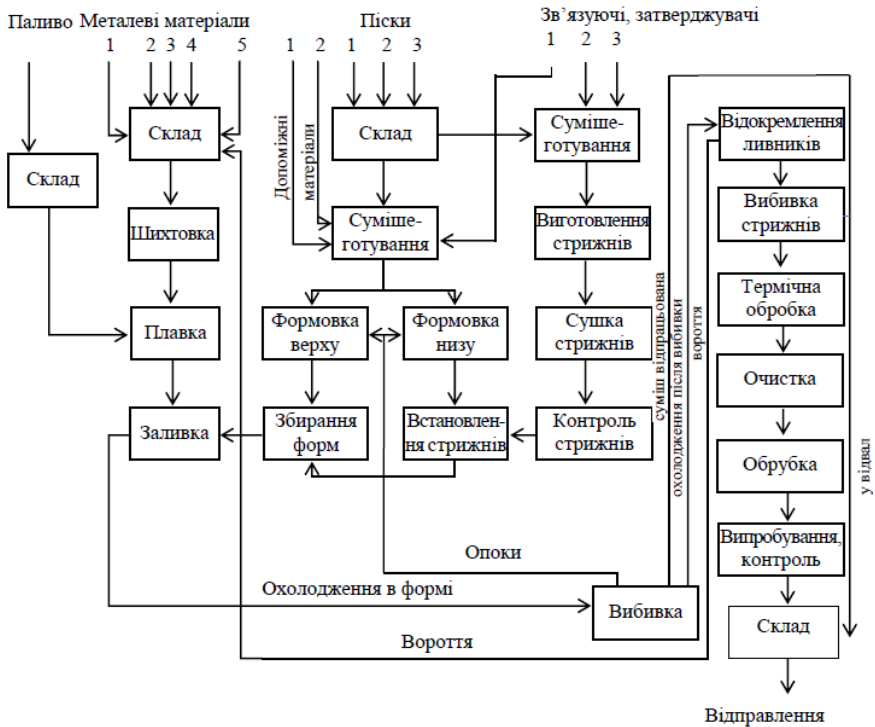 Паливо
Металеві матеріали
Піски
Зв'язуючі, затверджувачі
1
2
3
4
5
1
2
1
2
3
1
2
3
Допоміжні
матеріали
Склад
Склад
Суміше-
готування
Відокремлення
ливників
Склад
Шихтовка
Суміше-
готування
Виготовлення
стрижнів
Вибивка
стрижнів
Плавка
Формовка
верху
Формовка
низу
Сушка
стрижнів
Термічна
обробка
Очистка
Заливка
Збирання
форм
Встановлен-
ня стрижнів
Контроль
стрижнів
суміш відпрацьована
охолодження після вибивки
вороття
у відвал
Обрубка
Випробування,
контроль
Опоки
Охолодження в формі
Вибивка
Склад
Вороття
Відправлення